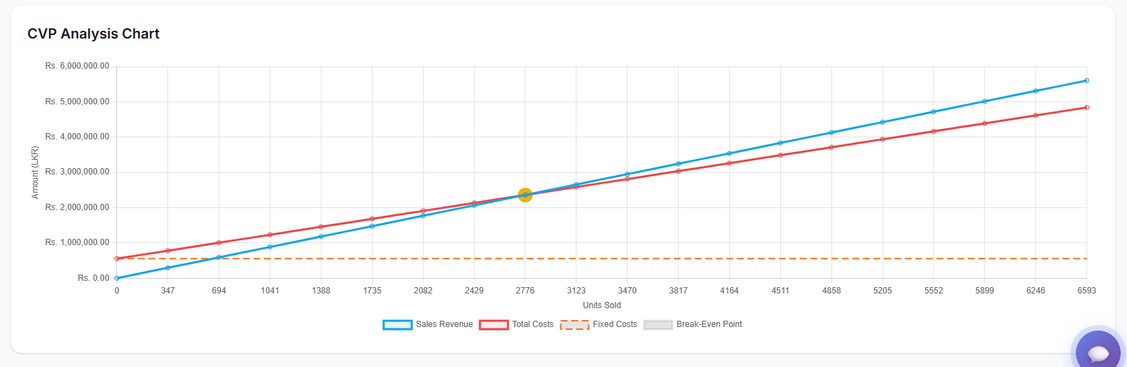 CVP Analysis Chart
Rs. 6,000,000.00
Rs. 5,000,000.00
Rs. 4,000,000.00
Rs. 3,000,000.00
Rs. 2,000,000.00
Rs. 1,000,000.00
Rs. 0.00
Amount (LKR)
0 347 694 1041 1388 1735 2082 2429 2776 3123 3470 3817 4164 4511 4858 5205 5552 5899 6246 6593
Units Sold
Sales Revenue Total Costs Fixed Costs Break-Even Point